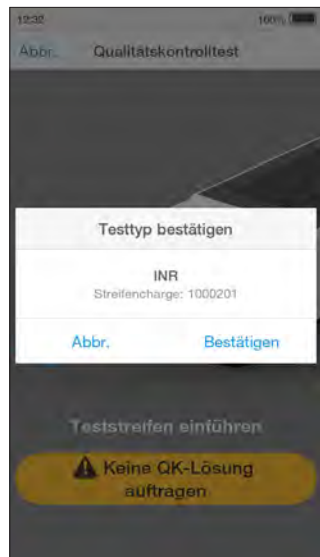 12:32 100%
Abbr. Qualitätskontrolltest
Testtyp bestätigen
INR
Streifencharge: 1000201
Abbr. Bestätigen
Teststreifen einführen
Keine QK-Lösung
auftragen